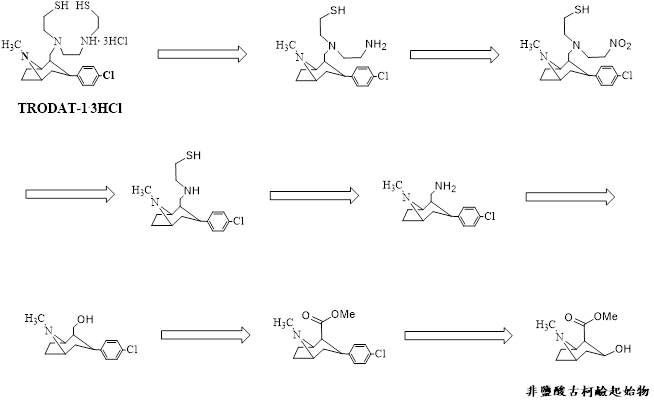 SH HS
H₃C N N NH· 3HCl
Cl
TRODAT-1·3HCl
SH
H₃C N N NH₂
Cl
SH
H₃C N N NO₂
Cl
SH
H₃C N NH
Cl
H₃C N NH₂
Cl
H₃C N OH
Cl
O OMe
H₃C N
Cl
O OMe
H₃C N
OH
非鹽酸古柯鹼起始物